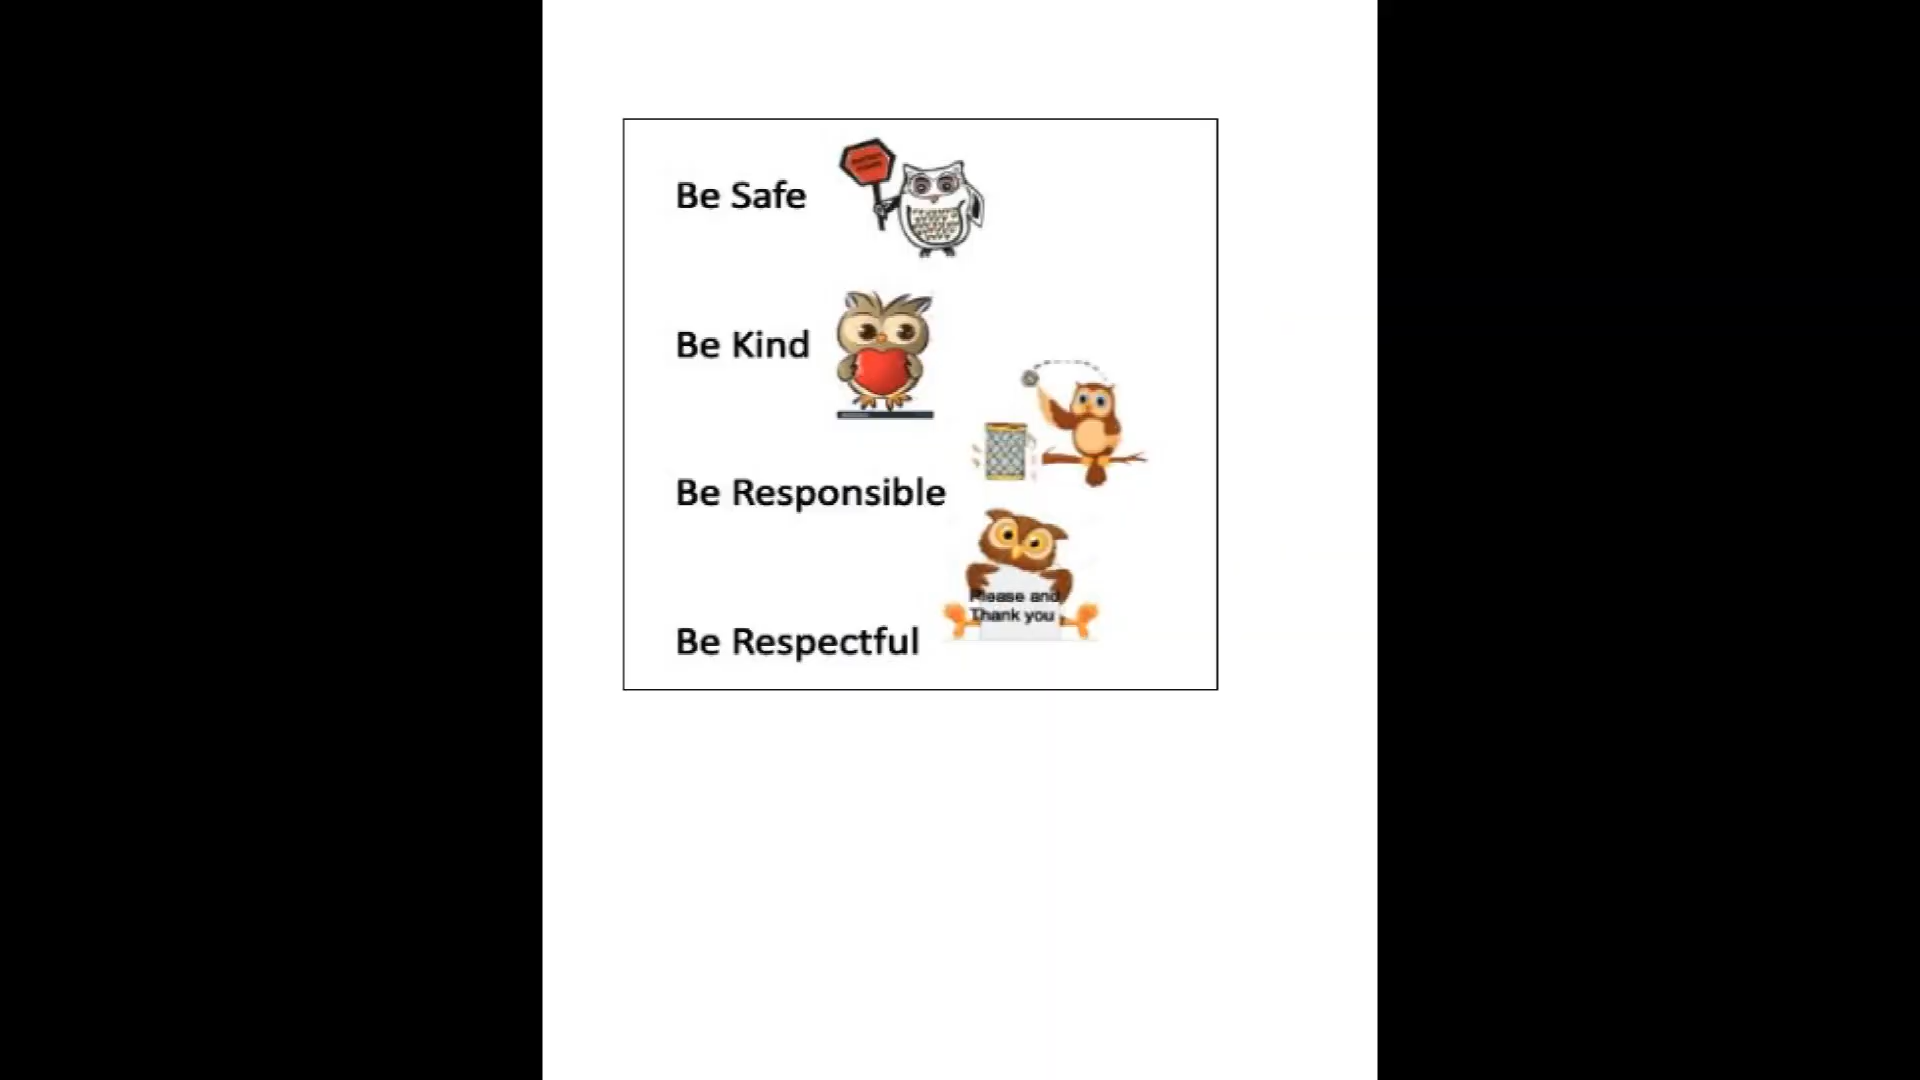 Be Safe
Be Kind
Be Responsible
Please and
Thank you
Be Respectful